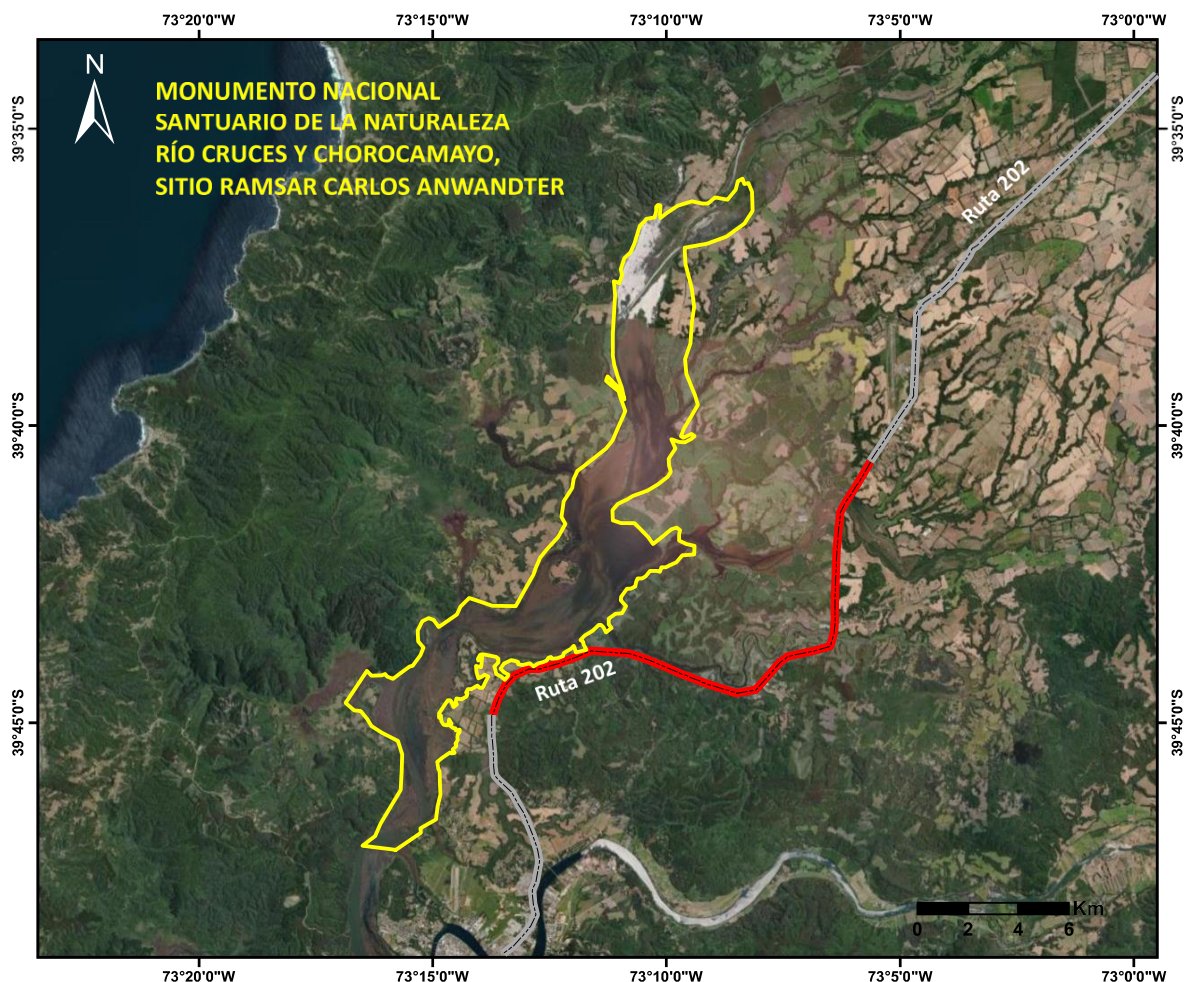 73°20'0"W 73°15'0"W 73°10'0"W 73°5'0"W 73°0'0"W
N
MONUMENTO NACIONAL
SANTUARIO DE LA NATURALEZA
RÍO CRUCES Y CHOROCAMAYO,
SITIO RAMSAR CARLOS ANWANDTER
39°35'0"S 39°35'0"S
Ruta 202
39°40'0"S 39°40'0"S
Ruta 202
39°45'0"S 39°45'0"S
Km
0 2 4 6
73°20'0"W 73°15'0"W 73°10'0"W 73°5'0"W 73°0'0"W